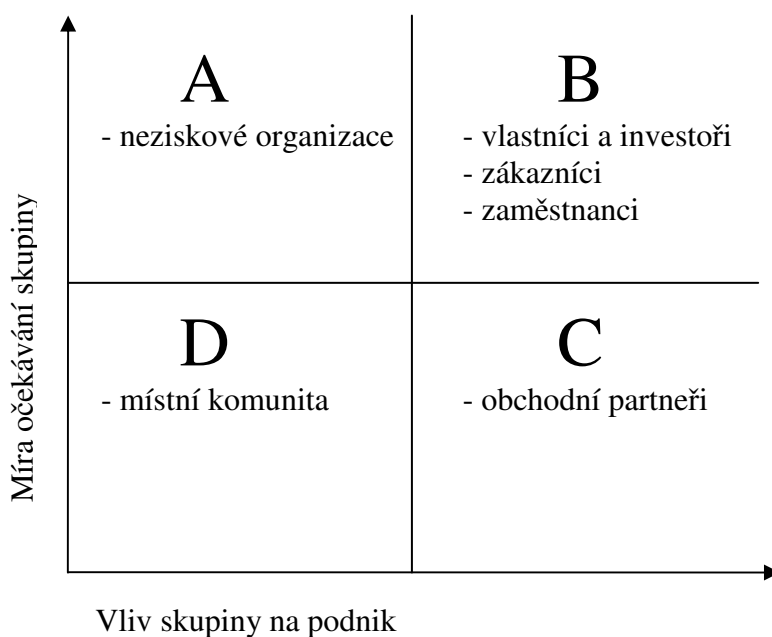 A
- neziskové organizace
B
- vlastníci a investoři
- zákazníci
- zaměstnanci
Míra očekávání skupiny
D
- místní komunita
C
- obchodní partneři
Vliv skupiny na podnik